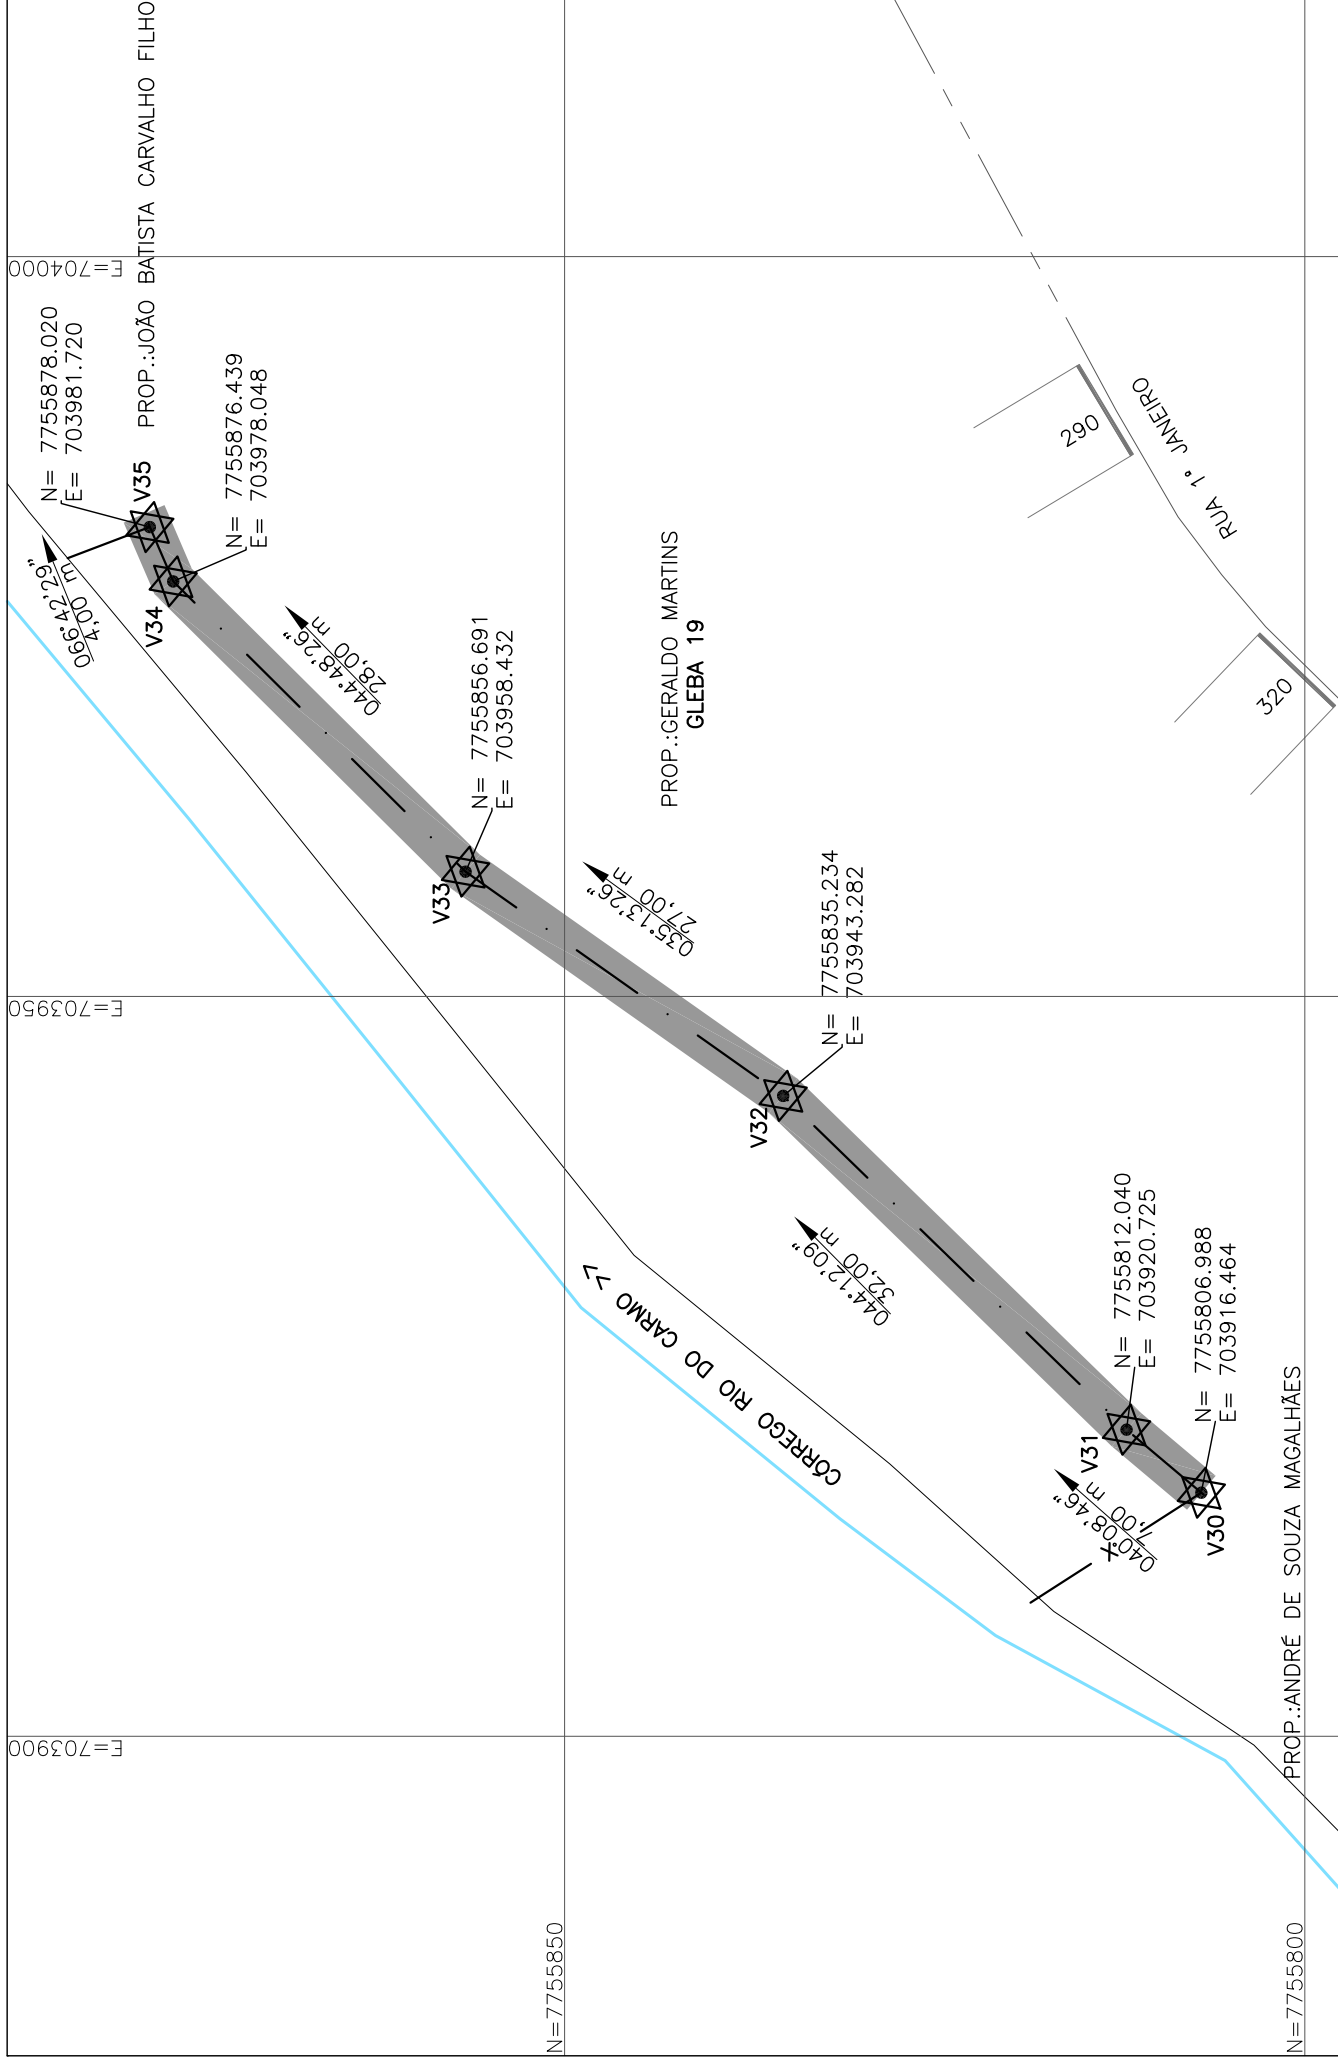 E=704000
E=703950
E=703900
N=7755850
N=7755800
PROP.:JOÃO BATISTA CARVALHO FILHO
N= 7755878.020
E= 703981.720
V35
066°42'29"
4,00 m
N= 7755876.439
E= 703978.048
V34
044°48'26"
28,00 m
N= 7755856.691
E= 703958.432
V33
PROP.:GERALDO MARTINS
GLEBA 19
035°13'26"
27,00 m
N= 7755835.234
E= 703943.282
V32
044°12'09"
32,00 m
N= 7755812.040
E= 703920.725
V31
040°08'46"
7,00 m
N= 7755806.988
E= 703916.464
V30
X
CÓRREGO RIO DO CARMO >>
PROP.:ANDRÉ DE SOUZA MAGALHÃES
RUA 1º JANEIRO
290
320